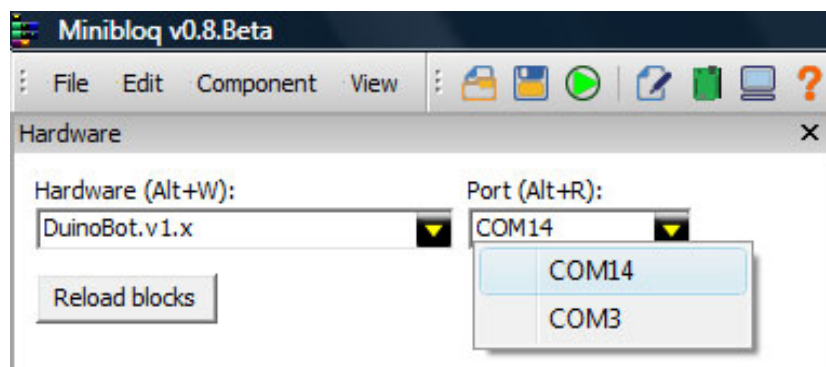 Minibloq v0.8.Beta
File Edit Component View ?
Hardware X
Hardware (Alt+W): Port (Alt+R):
DuinoBot.v1.x COM14
COM14
Reload blocks
COM3